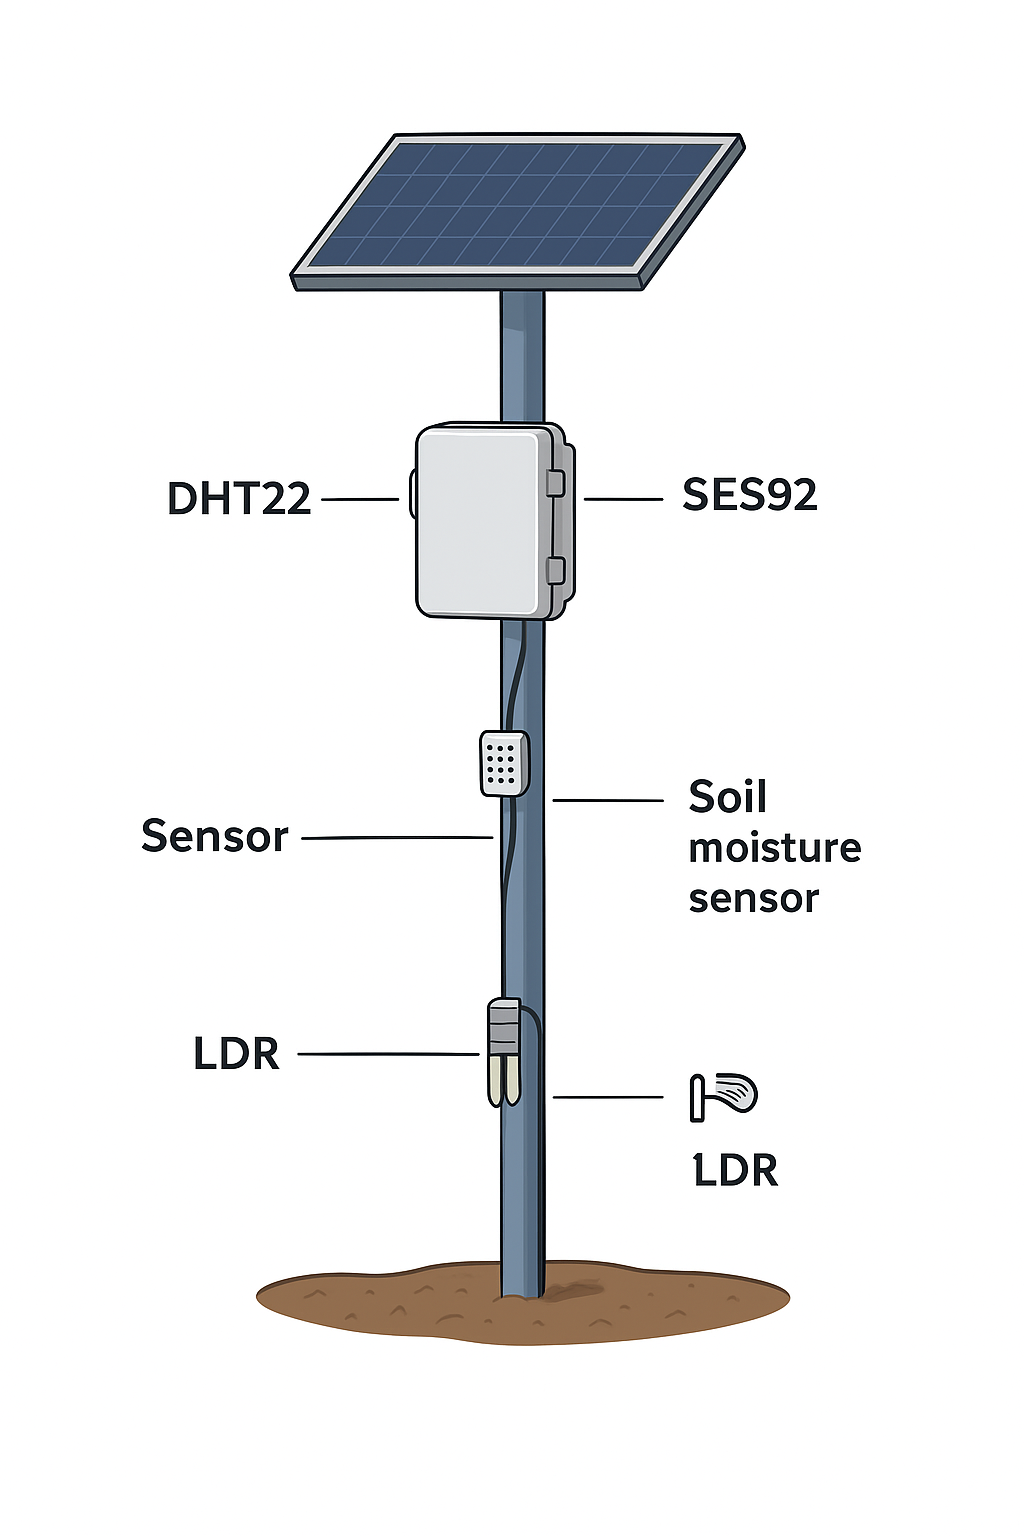 DHT22
SES92
Sensor
Soil
moisture
sensor
LDR
LDR